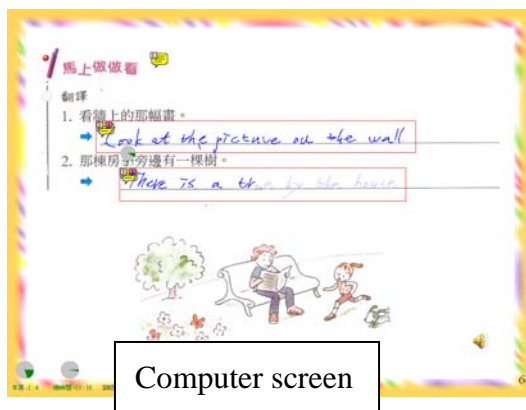 馬上做做看
翻譯
1. 看牆上的那幅畫。
Look at the picture on the wall
2. 那棟房子旁邊有一棵樹。
There is a tree by the house
Computer screen
6